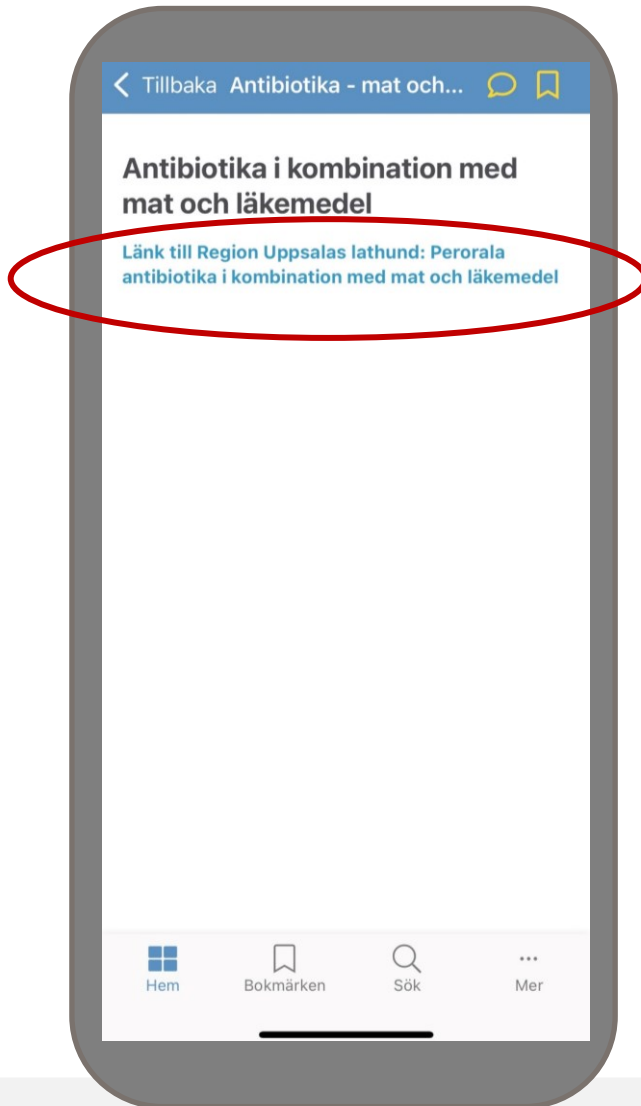 Tillbaka Antibiotika - mat och...
Antibiotika i kombination med
mat och läkemedel
Länk till Region Uppsalas lathund: Perorala
antibiotika i kombination med mat och läkemedel
Hem Bokmärken Sök Mer